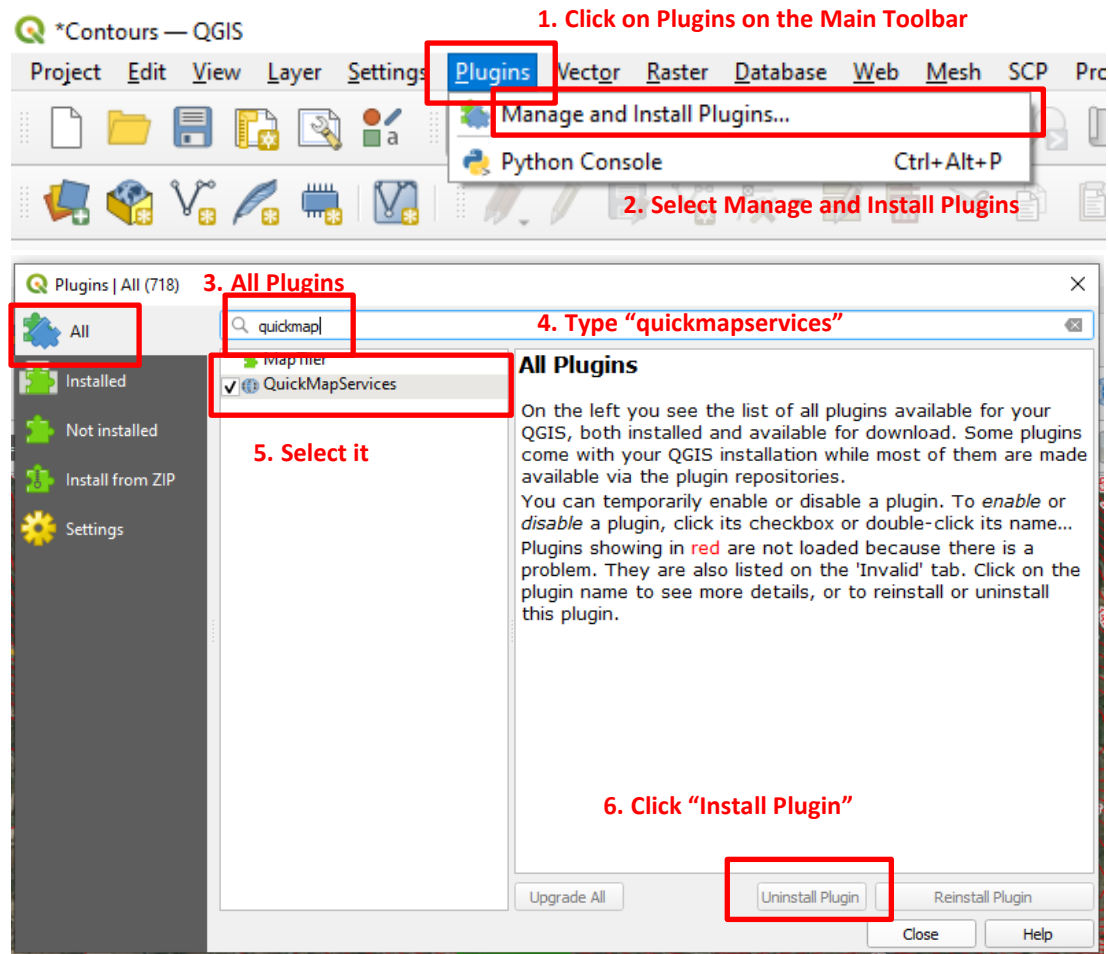 1. Click on Plugins on the Main Toolbar
*Contours — QGIS
Project Edit View Layer Settings Plugins Vector Raster Database Web Mesh SCP
Manage and Install Plugins...
a
Python Console Ctrl+Alt+P
2. Select Manage and Install Plugins
Plugins | All (718) 3. All Plugins
All quickmap 4. Type “quickmapservices”
MapTiler
All Plugins
Installed
QuickMapServices
On the left you see the list of all plugins available for your
Not installed
QGIS, both installed and available for download. Some plugins
5. Select it
come with your QGIS installation while most of them are made
Install from ZIP
available via the plugin repositories.
You can temporarily enable or disable a plugin. To enable or
Settings
disable a plugin, click its checkbox or double-click its name...
Plugins showing in red are not loaded because there is a
problem. They are also listed on the 'Invalid' tab. Click on the
plugin name to see more details, or to reinstall or uninstall
this plugin.
6. Click “Install Plugin”
Upgrade All Uninstall Plugin Reinstall Plugin
Close Help